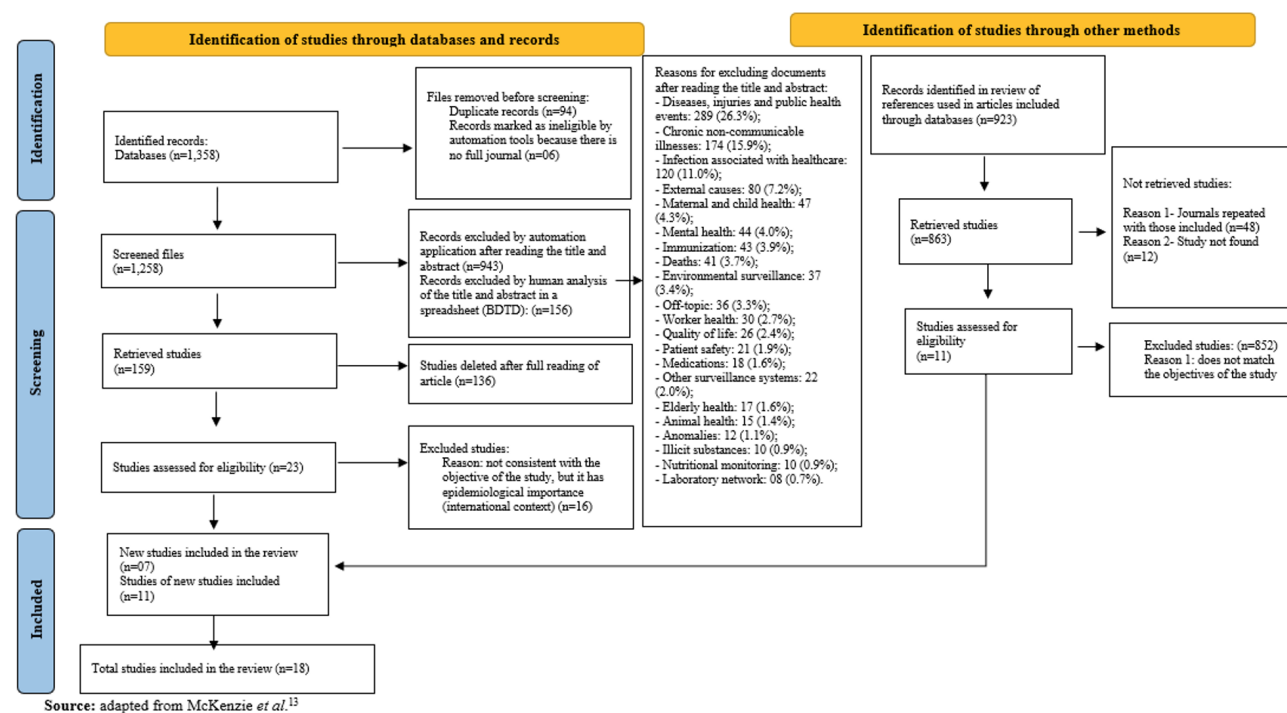 Identification of studies through databases and records
Identification of studies through other methods
Identification
Screening
Included
Identified records:
Databases (n=1,358)
Files removed before screening:
Duplicate records (n=94)
Records marked as ineligible by
automation tools because there is
no full journal (n=06)
Screened files
(n=1,258)
Records excluded by automation
application after reading the title and
abstract (n=943)
Records excluded by human analysis
of the title and abstract in a
spreadsheet (BDTD): (n=156)
Retrieved studies
(n=159)
Studies deleted after full reading of
article (n=136)
Studies assessed for eligibility (n=23)
Excluded studies:
Reason: not consistent with the
objective of the study, but it has
epidemiological importance
(international context) (n=16)
New studies included in the review
(n=07)
Studies of new studies included
(n=11)
Total studies included in the review (n=18)
Reasons for excluding documents
after reading the title and abstract:
- Diseases, injuries and public health
events: 289 (26.3%);
- Chronic non-communicable
illnesses: 174 (15.9%);
- Infection associated with healthcare:
120 (11.0%);
- External causes: 80 (7.2%);
- Maternal and child health: 47
(4.3%);
- Mental health: 44 (4.0%);
- Immunization: 43 (3.9%);
- Deaths: 41 (3.7%);
- Environmental surveillance: 37
(3.4%);
- Off-topic: 36 (3.3%);
- Worker health: 30 (2.7%);
- Quality of life: 26 (2.4%);
- Patient safety: 21 (1.9%);
- Medications: 18 (1.6%);
- Other surveillance systems: 22
(2.0%);
- Elderly health: 17 (1.6%);
- Animal health: 15 (1.4%);
- Anomalies: 12 (1.1%);
- Illicit substances: 10 (0.9%);
- Nutritional monitoring: 10 (0.9%);
- Laboratory network: 08 (0.7%).
Records identified in review of
references used in articles included
through databases (n=923)
Retrieved studies
(n=863)
Not retrieved studies:
Reason 1- Journals repeated
with those included (n=48)
Reason 2- Study not found
(n=12)
Studies assessed for
eligibility
(n=11)
Excluded studies: (n=852)
Reason 1: does not match
the objectives of the study
Source: adapted from McKenzie et al.13